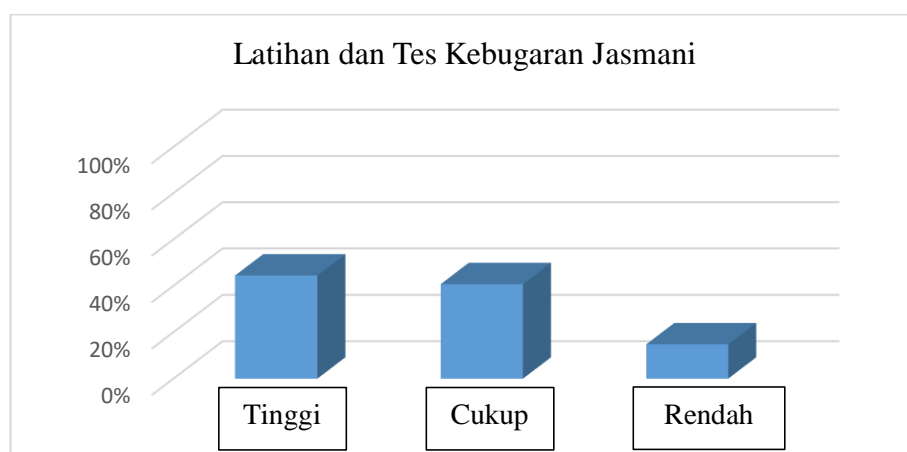 Latihan dan Tes Kebugaran Jasmani
100%
80%
60%
40%
20%
0%
Tinggi
Cukup
Rendah